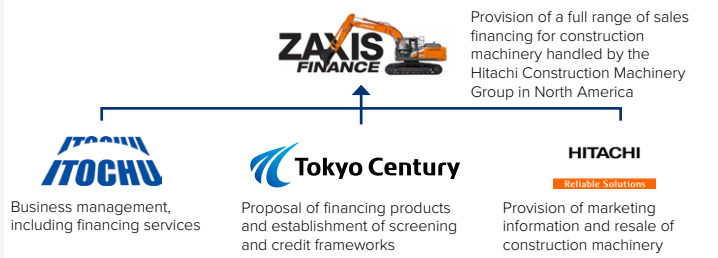 ZAXIS
FINANCE
Provision of a full range of sales
financing for construction
machinery handled by the
Hitachi Construction Machinery
Group in North America
ITOCHU
ITOCHU
Tokyo Century
HITACHI
Reliable Solutions
Business management,
including financing services
Proposal of financing products
and establishment of screening
and credit frameworks
Provision of marketing
information and resale of
construction machinery